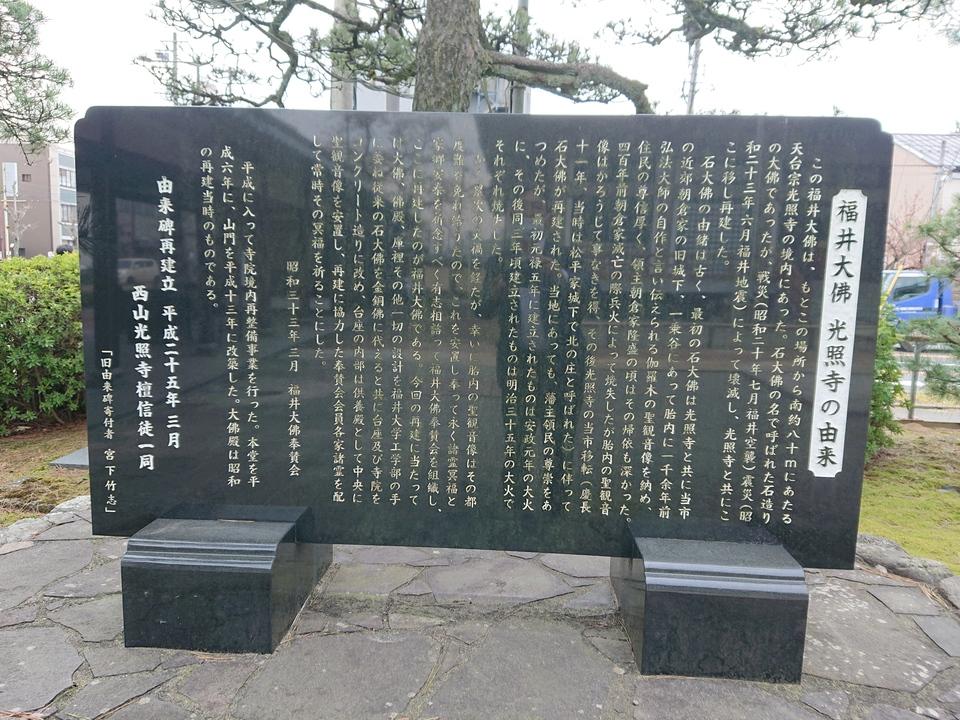 福井大佛 光照寺の由来
この福井大佛は、もとこの場所から南約八十ｍにあたる
天台宗光照寺の境内にあった。石大佛の名で呼ばれた石造り
の大佛であったが、戦災（昭和二十年七月福井空襲）震災（昭
和二十三年六月福井地震）によって壊滅し、光照寺と共にこ
こに移し再建した。
石大佛の由緒は古く、最初の石大佛は光照寺と共に当市
の近郊朝倉家の旧城下、一乗谷にあって胎内に一千余年前
弘法大師の自作と言い伝えられる伽羅木の聖観音像を納め、
住民の尊信厚く、領主朝倉家隆盛の頃はその帰依も深かった。
四百年前朝倉家滅亡の際兵火によって焼失したが胎内の聖観音
像はかろうじて事なきを得、その後光照寺の当市移転（慶長
十一年、当時は松平家城下で北の庄と呼ばれた）に伴って
石大佛が再建された。当地にあっても、藩主領民の尊崇をあ
つめたが、最初元禄五年に建立されたものは安政元年の大火
に、その後同三年頃建立されたものは明治三十五年の大火で
それぞれ焼失した。
数次の災禍を経たが、幸いに胎内の聖観音像はその都
度難を免れ給うたので、これを安置し奉って永く諸霊冥福と
家郷安泰を祈念すべく有志相諮って福井大佛奉賛会を組織し、
ここに再建したのが福井大佛である。今回の再建に当たって
は大佛、佛殿、庫裡その他一切の設計を福井大学工学部の手
に委ね従来の石大佛を金銅佛に代えると共に台座及び寺院を
コンクリート造りに改め、台座の内部は供養殿として中央に
聖観音像を安置し、再建に協力した奉賛会会員各家諸霊を配
して常時その冥福を祈ることにした。
昭和三十三年三月 福井大佛奉賛会
平成に入って寺院境内再整備事業を行った。本堂を平
成六年に、山門を平成十三年に改築した。大佛殿は昭和
の再建当時のものである。
由来碑再建立 平成二十五年三月
西山光照寺檀信徒一同
「旧由来碑寄付者 宮下竹志」